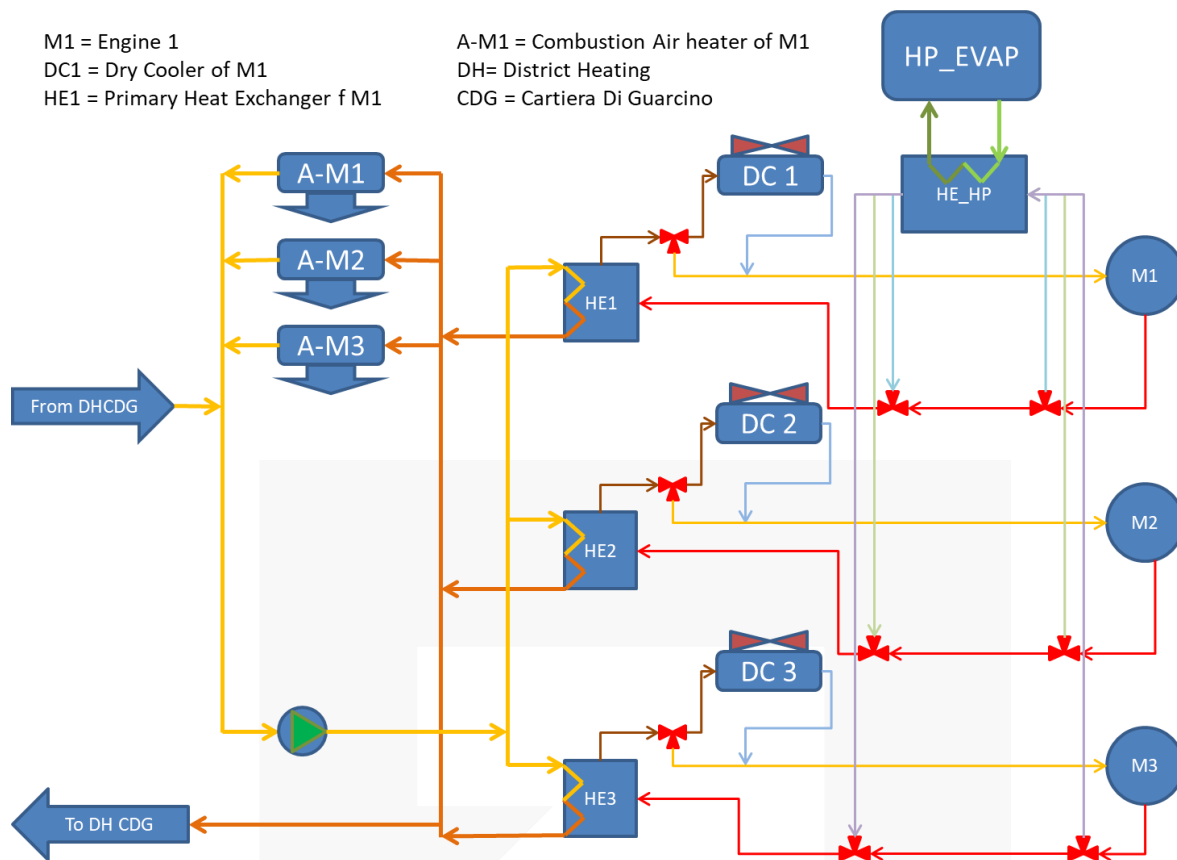 M1 = Engine 1
DC1 = Dry Cooler of M1
HE1 = Primary Heat Exchanger f M1
A-M1 = Combustion Air heater of M1
DH= District Heating
CDG = Cartiera Di Guarcino
HP_EVAP
A-M1
DC 1
HE_HP
A-M2
HE1
M1
A-M3
From DHCDG
DC 2
HE2
M2
DC 3
HE3
M3
To DH CDG